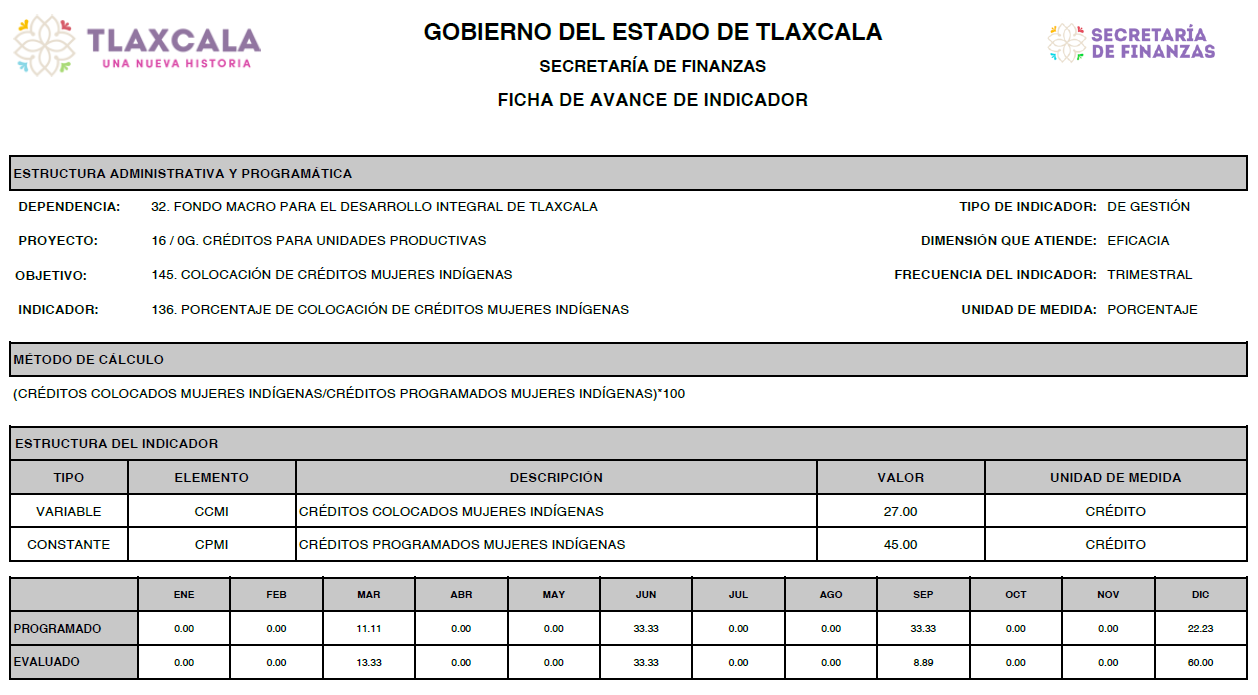 TLAXCALA
UNA NUEVA HISTORIA
GOBIERNO DEL ESTADO DE TLAXCALA
SECRETARÍA DE FINANZAS
FICHA DE AVANCE DE INDICADOR
SECRETARÍA
DE FINANZAS
ESTRUCTURA ADMINISTRATIVA Y PROGRAMÁTICA
DEPENDENCIA: 32. FONDO MACRO PARA EL DESARROLLO INTEGRAL DE TLAXCALA TIPO DE INDICADOR: DE GESTIÓN
PROYECTO: 16 / 0G. CRÉDITOS PARA UNIDADES PRODUCTIVAS DIMENSIÓN QUE ATIENDE: EFICACIA
OBJETIVO: 145. COLOCACIÓN DE CRÉDITOS MUJERES INDÍGENAS FRECUENCIA DEL INDICADOR: TRIMESTRAL
INDICADOR: 136. PORCENTAJE DE COLOCACIÓN DE CRÉDITOS MUJERES INDÍGENAS UNIDAD DE MEDIDA: PORCENTAJE
MÉTODO DE CÁLCULO
(CRÉDITOS COLOCADOS MUJERES INDÍGENAS/CRÉDITOS PROGRAMADOS MUJERES INDÍGENAS)*100
ESTRUCTURA DEL INDICADOR
TIPO ELEMENTO DESCRIPCIÓN VALOR UNIDAD DE MEDIDA
VARIABLE CCMI CRÉDITOS COLOCADOS MUJERES INDÍGENAS 27.00 CRÉDITO
CONSTANTE CPMI CRÉDITOS PROGRAMADOS MUJERES INDÍGENAS 45.00 CRÉDITO
ENE FEB MAR ABR MAY JUN JUL AGO SEP OCT NOV DIC
PROGRAMADO 0.00 0.00 11.11 0.00 0.00 33.33 0.00 0.00 33.33 0.00 0.00 22.23
EVALUADO 0.00 0.00 13.33 0.00 0.00 33.33 0.00 0.00 8.89 0.00 0.00 60.00